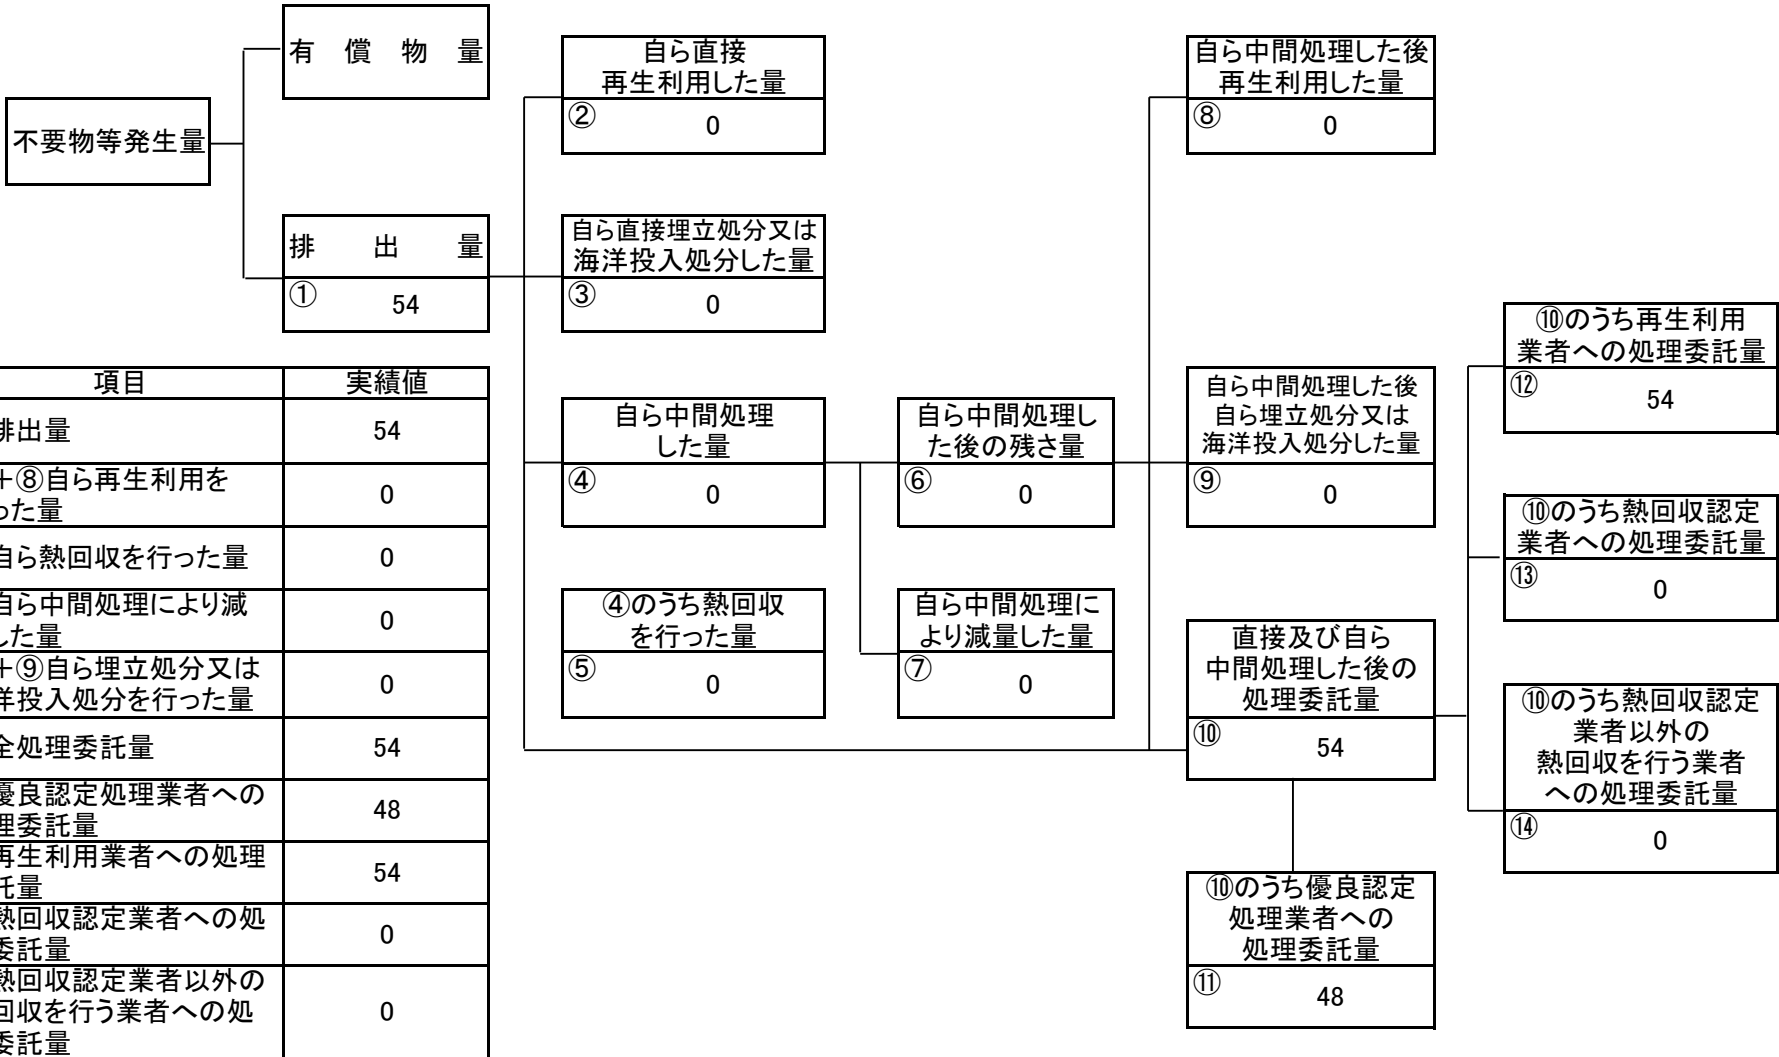 有償物量
自ら直接
再生利用した量
② 0
自ら中間処理した後
再生利用した量
⑧ 0
不要物等発生量
排出量
① 54
自ら直接埋立処分又は
海洋投入処分した量
③ 0
⑩のうち再生利用
業者への処理委託量
⑫ 54
項目 実績値
排出量 54
+⑧自ら再生利用を
った量
0
自ら熱回収を行った量 0
自ら中間処理により減
した量
0
+⑨自ら埋立処分又は
洋投入処分を行った量
0
全処理委託量 54
優良認定処理業者への
理委託量
48
再生利用業者への処理
託量
54
熱回収認定業者への処
委託量
0
熱回収認定業者以外の
回収を行う業者への処
委託量
0
自ら中間処理
した量
④ 0
自ら中間処理し
た後の残さ量
⑥ 0
自ら中間処理した後
自ら埋立処分又は
海洋投入処分した量
⑨ 0
⑩のうち熱回収認定
業者への処理委託量
⑬ 0
④のうち熱回収
を行った量
⑤ 0
自ら中間処理に
より減量した量
⑦ 0
直接及び自ら
中間処理した後の
処理委託量
⑩ 54
⑩のうち熱回収認定
業者以外の
熱回収を行う業者
への処理委託量
⑭ 0
⑩のうち優良認定
処理業者への
処理委託量
⑪ 48